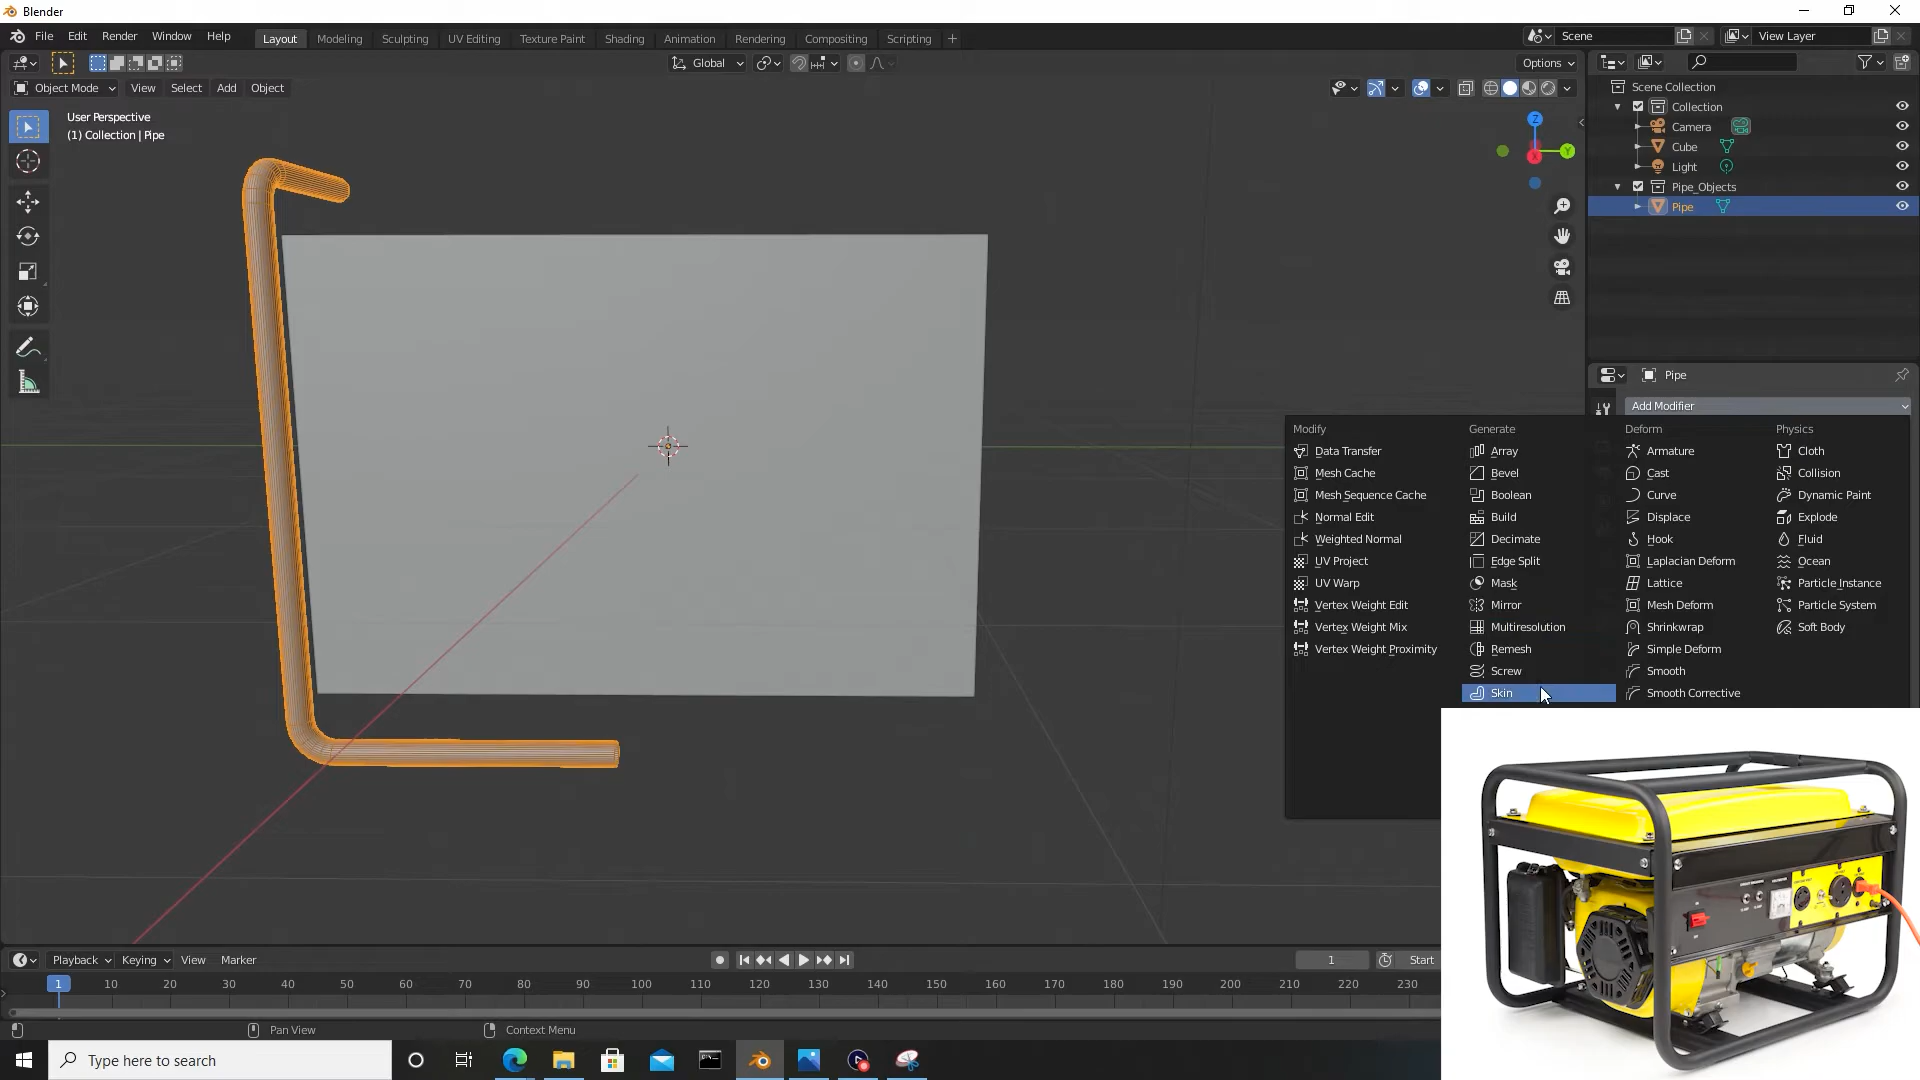 Blender
File Edit Render Window Help
Layout Modeling Sculpting UV Editing Texture Paint Shading Animation Rendering Compositing Scripting +
Scene
View Layer
Global
Options
Object Mode View Select Add Object
User Perspective
(1) Collection | Pipe
Z
Y
X
Scene Collection
Collection
Camera
Cube
Light
Pipe_Objects
Pipe
Pipe
Add Modifier
Modify
Data Transfer
Mesh Cache
Mesh Sequence Cache
Normal Edit
Weighted Normal
UV Project
UV Warp
Vertex Weight Edit
Vertex Weight Mix
Vertex Weight Proximity
Generate
Array
Bevel
Boolean
Build
Decimate
Edge Split
Mask
Mirror
Multiresolution
Remesh
Screw
Skin
Deform
Armature
Cast
Curve
Displace
Hook
Laplacian Deform
Lattice
Mesh Deform
Shrinkwrap
Simple Deform
Smooth
Smooth Corrective
Physics
Cloth
Collision
Dynamic Paint
Explode
Fluid
Ocean
Particle Instance
Particle System
Soft Body
Playback Keying View Marker
1
Start
1 10 20 30 40 50 60 70 80 90 100 110 120 130 140 150 160 170 180 190 200 210 220 230
Pan View
Context Menu
Type here to search